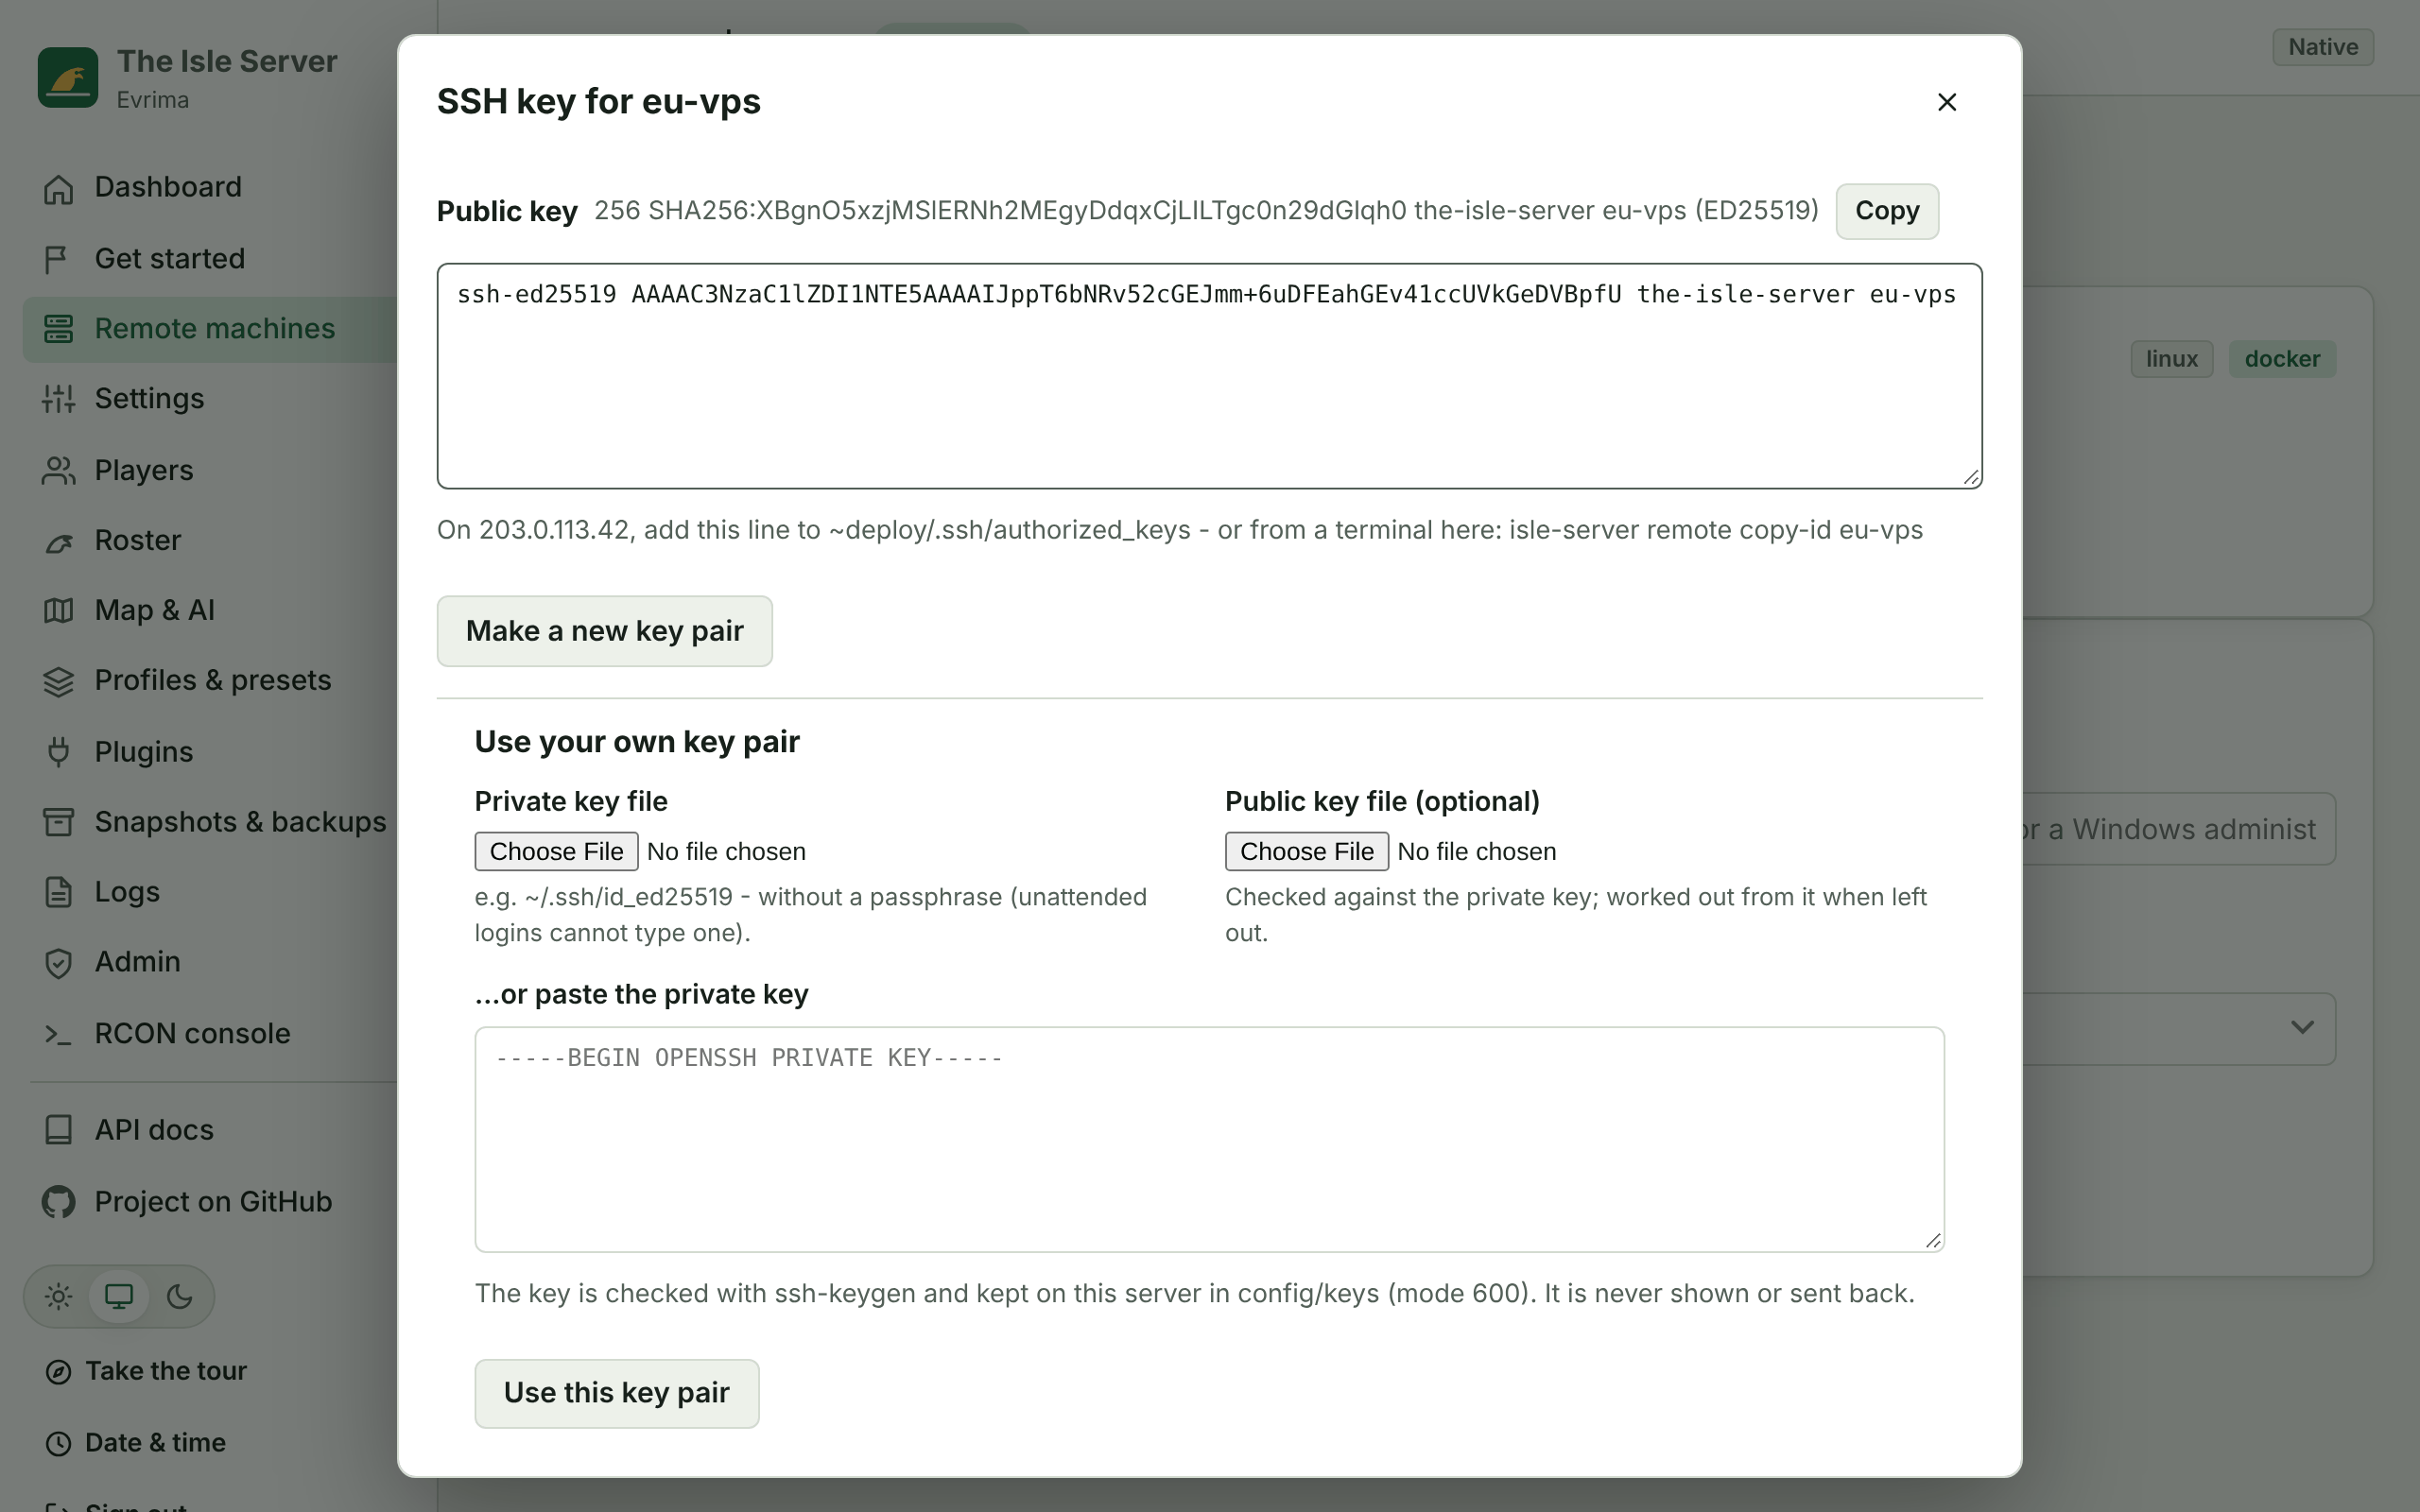 The Isle Server
Evrima
Dashboard
Get started
Remote machines
Settings
Players
Roster
Map & AI
Profiles & presets
Plugins
Snapshots & backups
Logs
Admin
RCON console
API docs
Project on GitHub
Take the tour
Date & time
Sign out
Native
linux
docker
or a Windows administ
SSH key for eu-vps
Public key 256 SHA256:XBgnO5xzjMSIERNh2MEgyDdqxCjLILTgc0n29dGlqh0 the-isle-server eu-vps (ED25519) Copy
ssh-ed25519 AAAAC3NzaC1lZDI1NTE5AAAAIJppT6bNRv52cGEJmm+6uDFEahGEv41ccUVkGeDVBpfU the-isle-server eu-vps
On 203.0.113.42, add this line to ~deploy/.ssh/authorized_keys - or from a terminal here: isle-server remote copy-id eu-vps
Make a new key pair
Use your own key pair
Private key file
Choose File No file chosen
e.g. ~/.ssh/id_ed25519 - without a passphrase (unattended
logins cannot type one).
Public key file (optional)
Choose File No file chosen
Checked against the private key; worked out from it when left
out.
...or paste the private key
-----BEGIN OPENSSH PRIVATE KEY-----
The key is checked with ssh-keygen and kept on this server in config/keys (mode 600). It is never shown or sent back.
Use this key pair